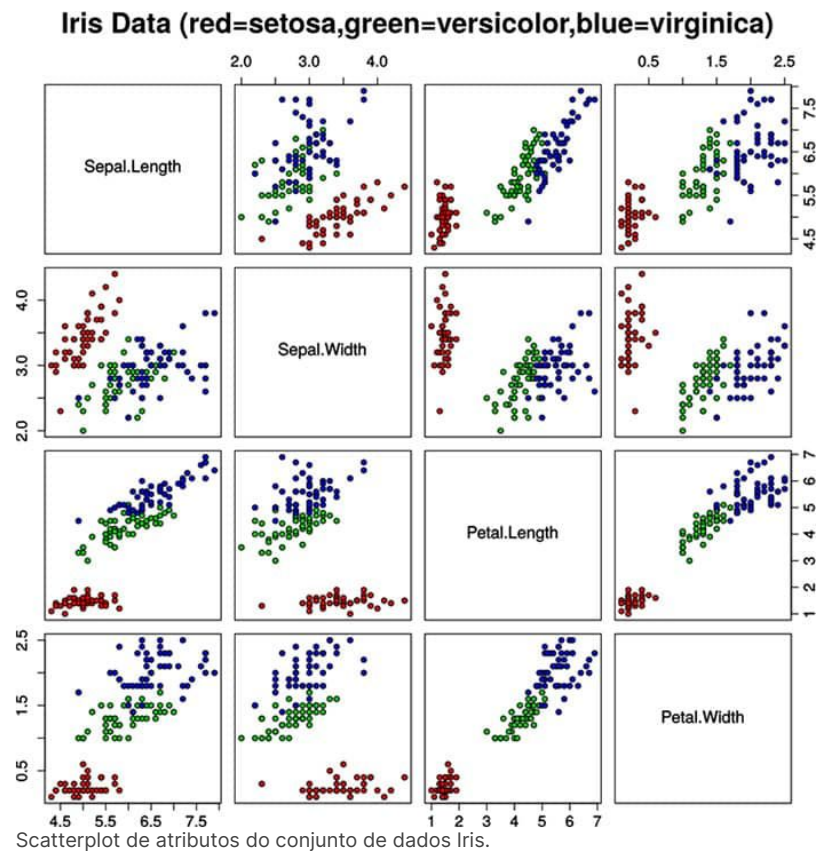 Iris Data (red=setosa,green=versicolor,blue=virginica)
2.0 3.0 4.0
0.5 1.5 2.5
Sepal.Length
4.5 5.5 6.5 7.5
2.0 3.0 4.0
Sepal.Width
Petal.Length
1 2 3 4 5 6 7
0.5 1.5 2.5
Petal.Width
4.5 5.5 6.5 7.5
1 2 3 4 5 6 7
Scatterplot de atributos do conjunto de dados Iris.